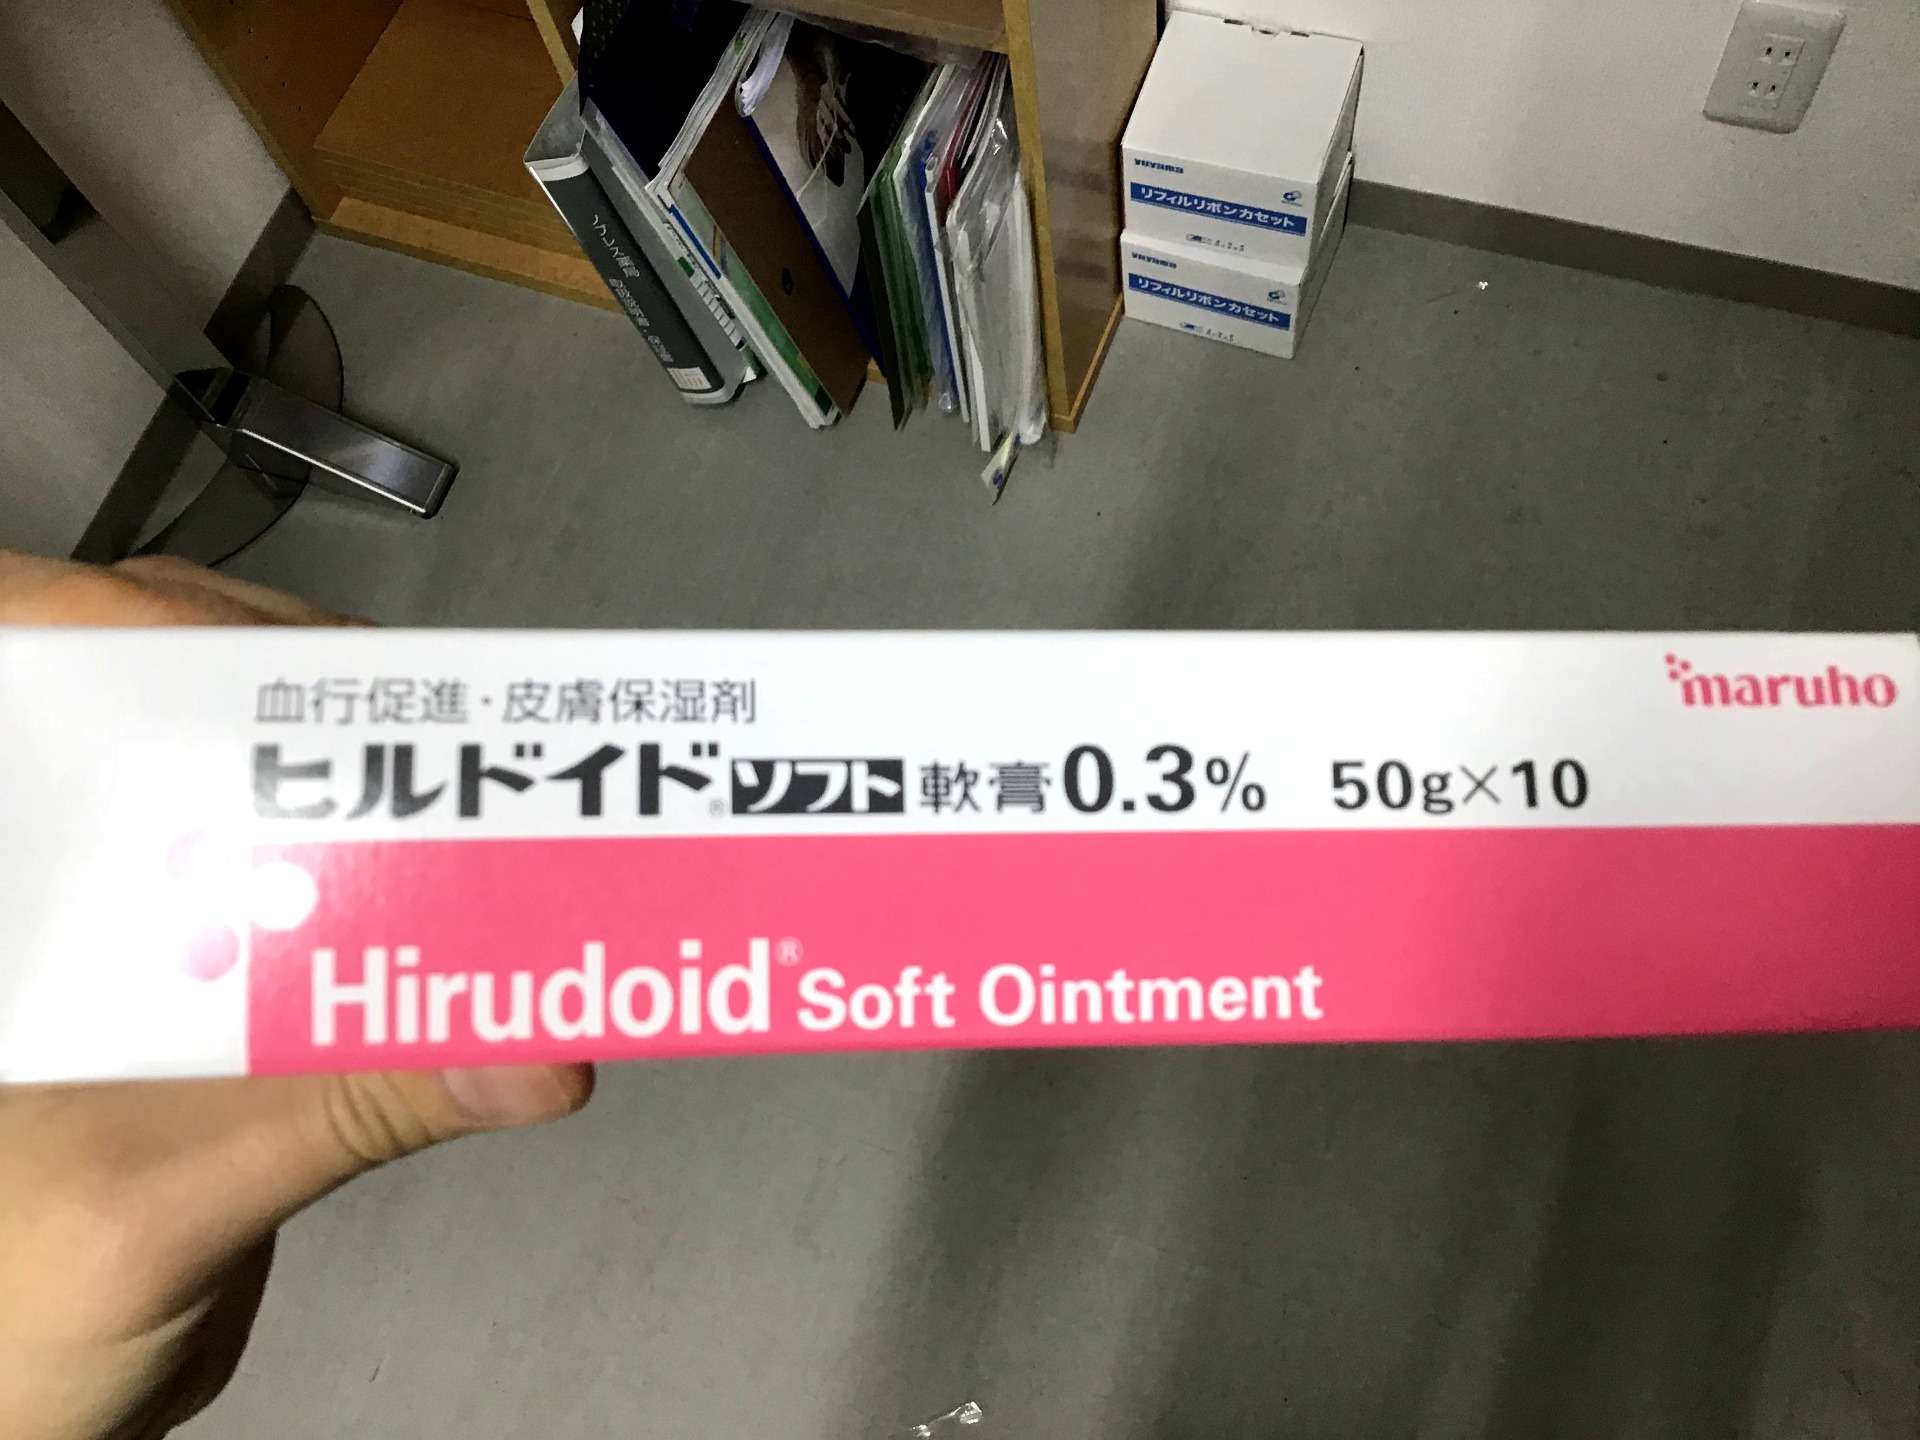 YUYAMA
リフィルリボンカセット
YUYAMA
リフィルリボンカセット
maruho
血行促進・皮膚保湿剤
ヒルドイド®ソフト軟膏0.3% 50g×10
Hirudoid® Soft Ointment